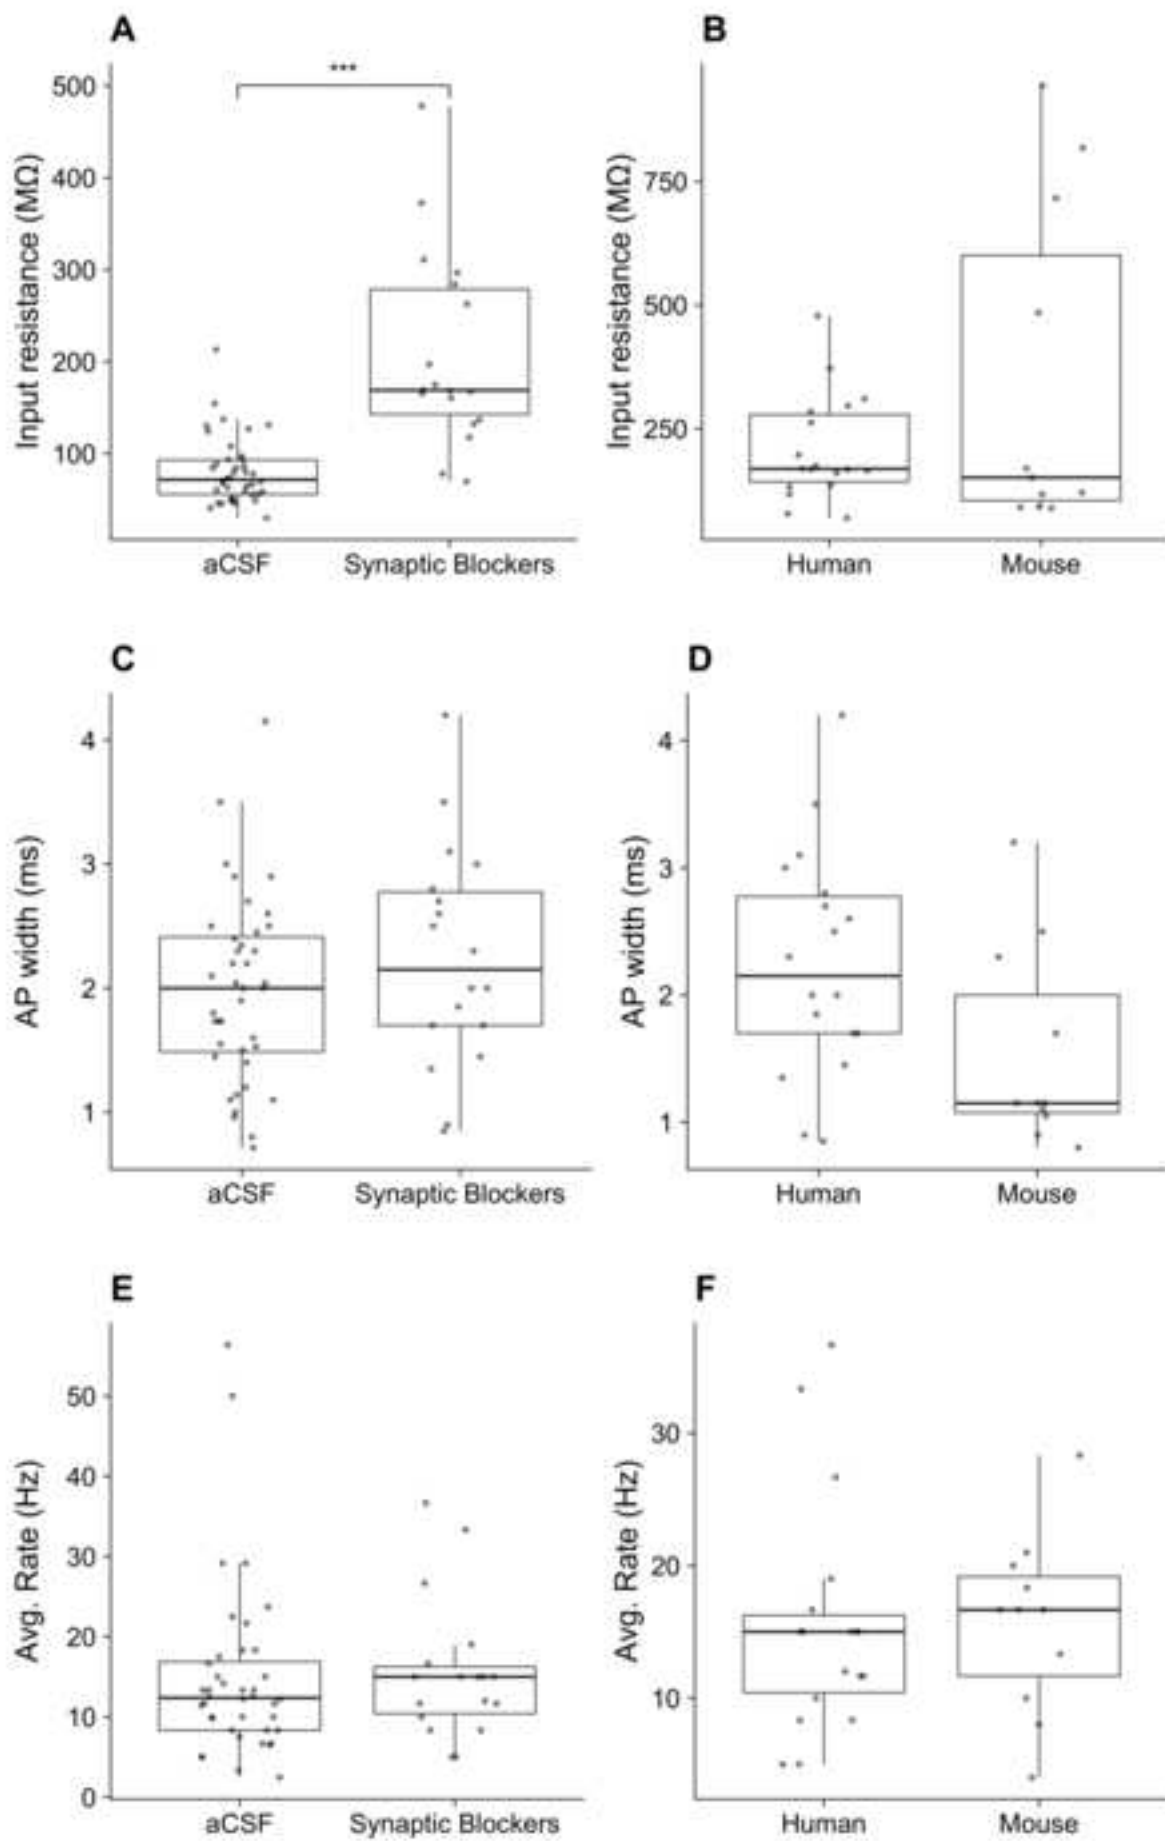 A
B
***
Input resistance (MΩ)
500
400
300
200
100
aCSF
Synaptic Blockers
Input resistance (MΩ)
750
500
250
Human
Mouse
C
D
AP width (ms)
4
3
2
1
aCSF
Synaptic Blockers
AP width (ms)
4
3
2
1
Human
Mouse
E
F
Avg. Rate (Hz)
50
40
30
20
10
0
aCSF
Synaptic Blockers
Avg. Rate (Hz)
30
20
10
Human
Mouse